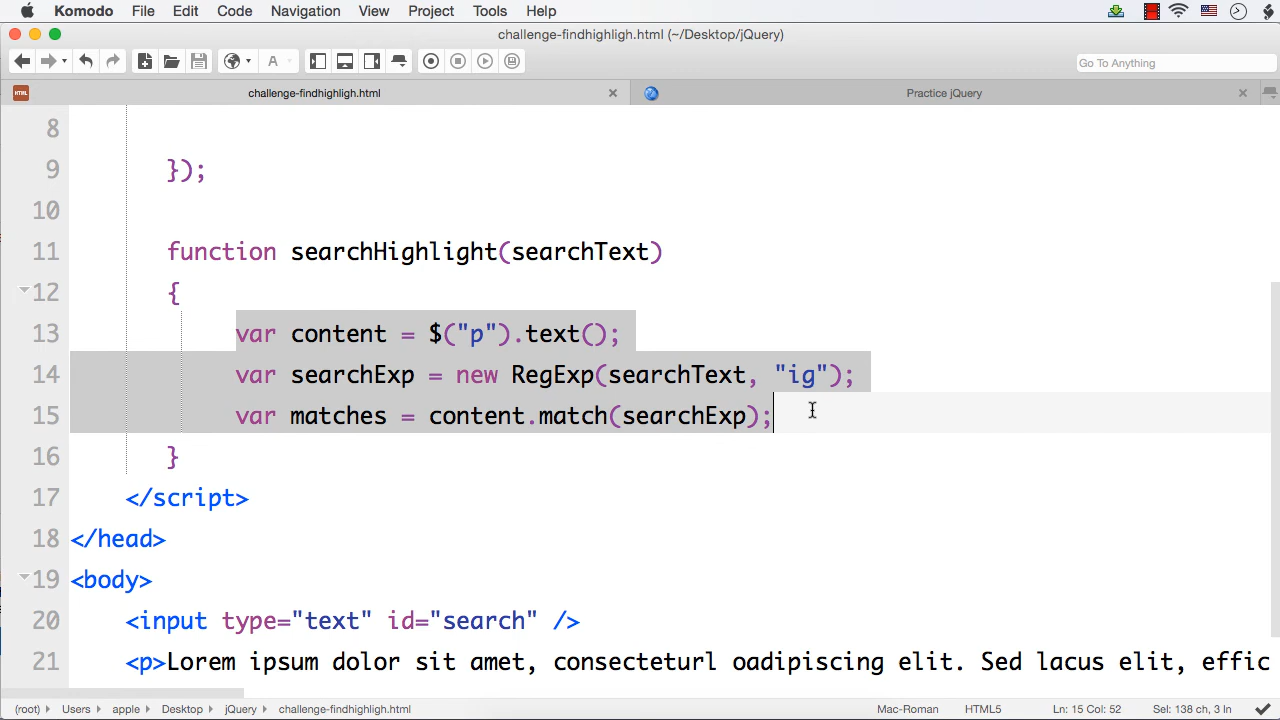 Komodo File Edit Code Navigation View Project Tools Help
challenge-findhighligh.html (~/Desktop/jQuery)
A Go To Anything
HTML challenge-findhighligh.html Practice jQuery
8
9 });
10
11 function searchHighlight(searchText)
12 {
13 var content = $("p").text();
14 var searchExp = new RegExp(searchText, "ig");
15 var matches = content.match(searchExp);
16 }
17 </script>
18 </head>
19 <body>
20 <input type="text" id="search" />
21 <p>Lorem ipsum dolor sit amet, consecteturl oadipiscing elit. Sed lacus elit, effic
(root) Users apple Desktop jQuery challenge-findhighligh.html Mac-Roman HTML5 Ln: 15 Col: 52 Sel: 138 ch, 3 ln